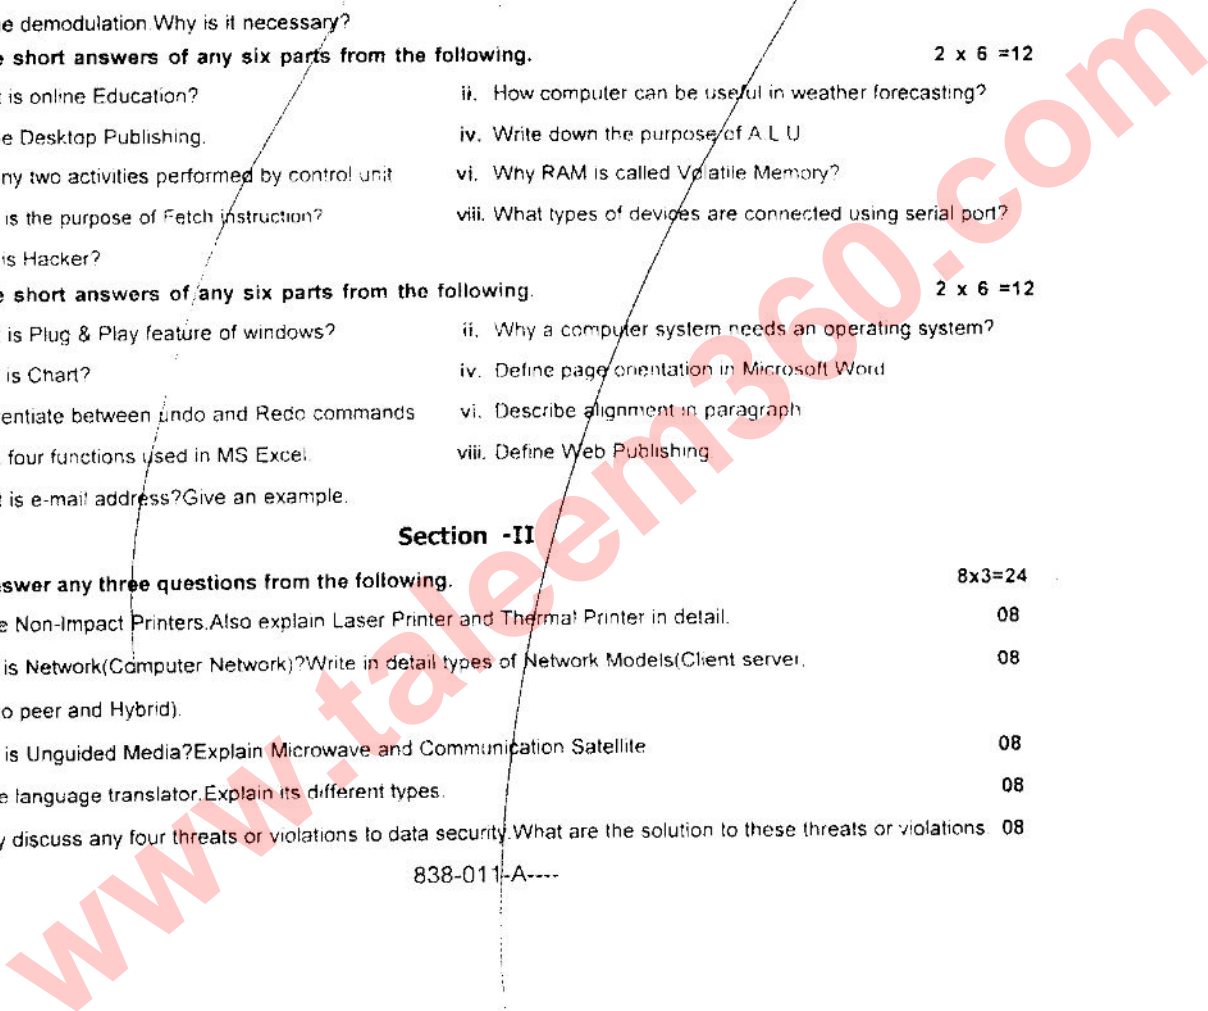 e demodulation.Why is it necessary?
e short answers of any six parts from the following. 2 x 6 =12
is online Education? ii. How computer can be useful in weather forecasting?
e Desktop Publishing. iv. Write down the purpose of A.L.U
ny two activities performed by control unit vi. Why RAM is called Volatile Memory?
is the purpose of Fetch instruction? viii. What types of devices are connected using serial port?
is Hacker?
e short answers of any six parts from the following. 2 x 6 =12
is Plug & Play feature of windows? ii. Why a computer system needs an operating system?
is Chart? iv. Define page orientation in Microsoft Word
entiate between undo and Redo commands vi. Describe alignment in paragraph
four functions used in MS Excel. viii. Define Web Publishing
t is e-mail address?Give an example.
Section -II
swer any three questions from the following. 8x3=24
e Non-Impact Printers.Also explain Laser Printer and Thermal Printer in detail. 08
is Network(Computer Network)?Write in detail types of Network Models(Client server, 08
o peer and Hybrid).
is Unguided Media?Explain Microwave and Communication Satellite 08
e language translator.Explain its different types. 08
y discuss any four threats or violations to data security.What are the solution to these threats or violations 08
838-011-A----
www.taleem360.com